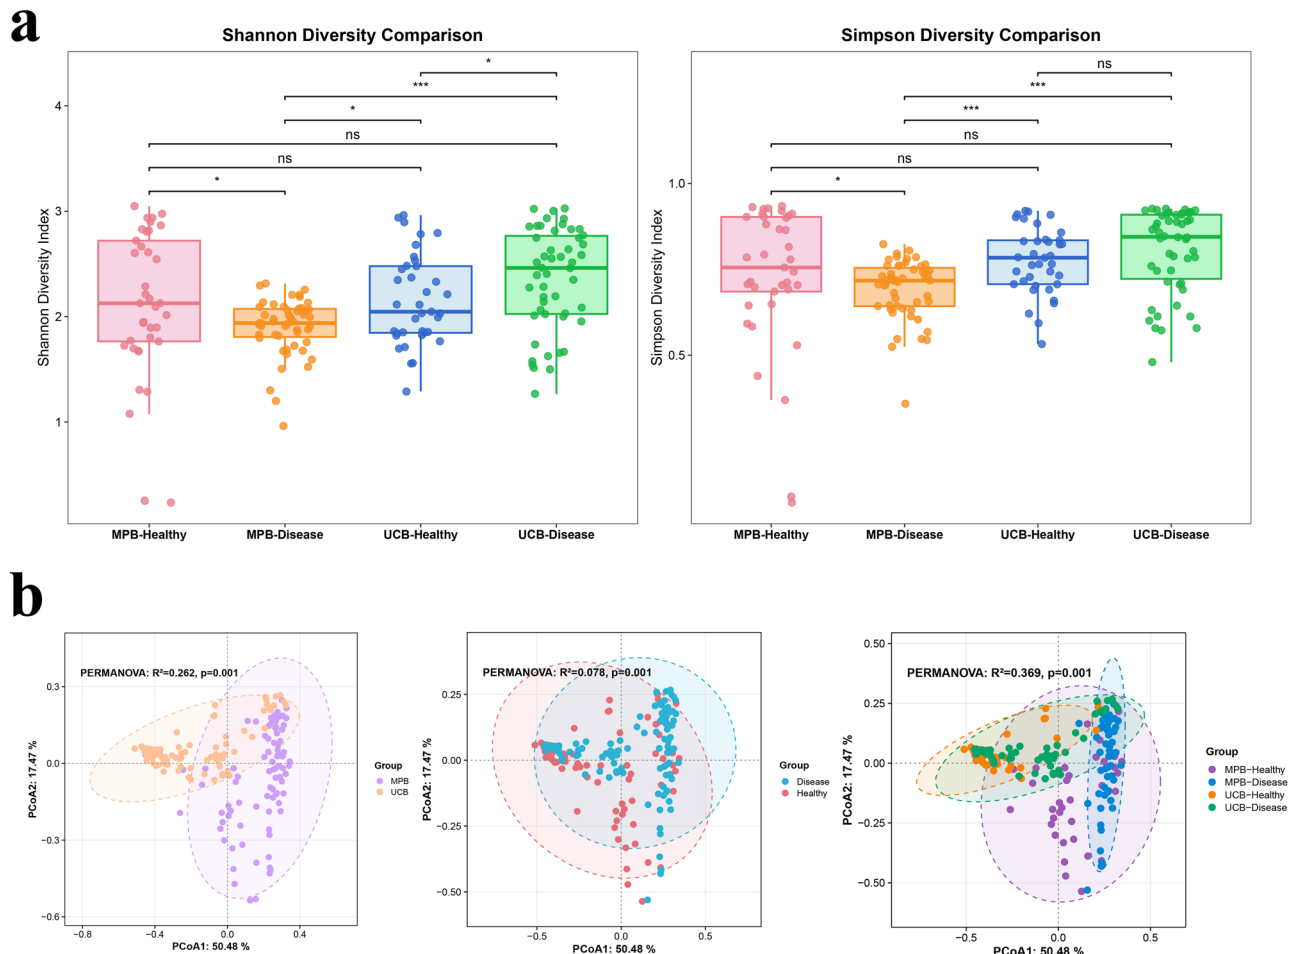 a
Shannon Diversity Comparison
Simpson Diversity Comparison
*
***
*
ns
ns
*
ns
***
***
ns
ns
*
4
3
2
1
Shannon Diversity Index
1.0
0.5
Simpson Diversity Index
MPB-Healthy MPB-Disease UCB-Healthy UCB-Disease
MPB-Healthy MPB-Disease UCB-Healthy UCB-Disease
b
PERMANOVA: R²=0.262, p=0.001
0.3
0.0
−0.3
−0.6
PCoA2: 17.47 %
−0.8 −0.4 0.0 0.4
PCoA1: 50.48 %
Group
MPB
UCB
PERMANOVA: R²=0.078, p=0.001
0.25
0.00
−0.25
−0.50
PCoA2: 17.47 %
−0.5 0.0 0.5
PCoA1: 50.48 %
Group
Disease
Healthy
PERMANOVA: R²=0.369, p=0.001
0.50
0.25
0.00
−0.25
−0.50
PCoA2: 17.47 %
−0.5 0.0 0.5
PCoA1: 50.48 %
Group
MPB−Healthy
MPB−Disease
UCB−Healthy
UCB−Disease